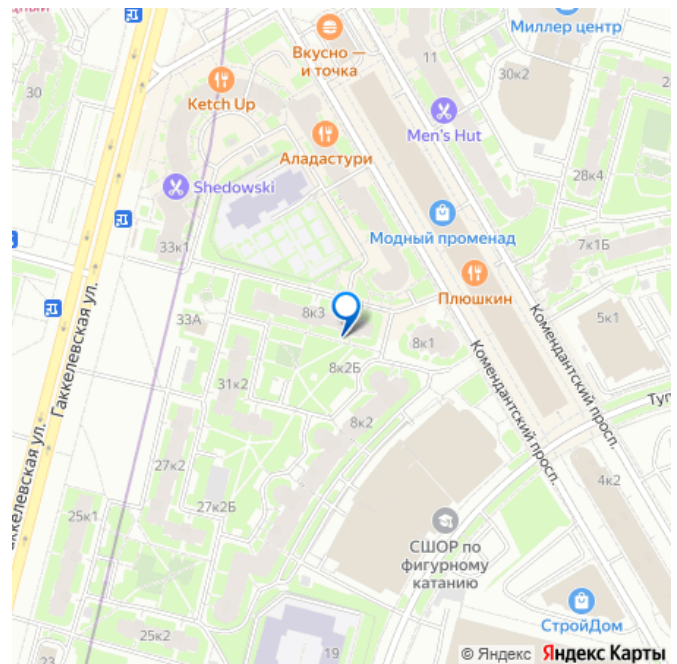 Миллер центр
Вкусно —
и точка
11
30к2
30
Ketch Up
Men's Hut
Аладастури
28к4
Shedowski
Модный променад
7к1Б
33к1
Плюшкин
8к3
33А
8к1
5к1
Комендантский просп.
Гаккелевская ул.
8к2Б
31к2
Комендантский просп.
Туп
8к2
27к2
4к2
27к2Б
25к1
аккелевская ул.
СШОР по
фигурному
катанию
СтройДом
25к2
19
23
© Яндекс Яндекс Карты